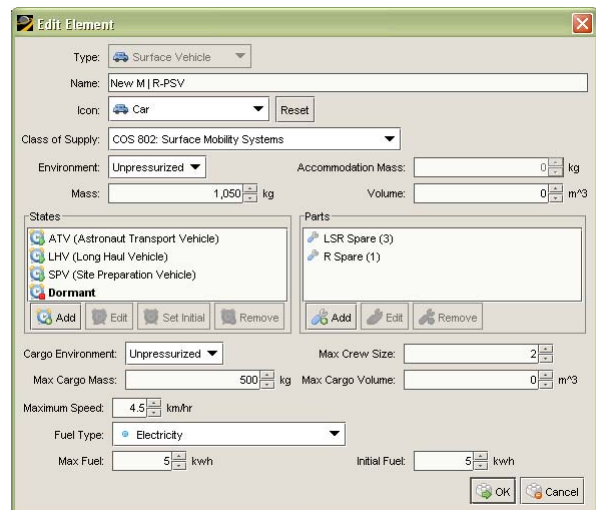 Edit Element
Type: Surface Vehicle
Name: New M | R-PSV
Icon: Car Reset
Class of Supply: COS 802: Surface Mobility Systems
Environment: Unpressurized Accommodation Mass: 0 kg
Mass: 1,050 kg Volume: 0 m^3
States Parts
ATV (Astronaut Transport Vehicle) LSR Spare (3)
LHV (Long Haul Vehicle) R Spare (1)
SPV (Site Preparation Vehicle)
Dormant
Add Edit Set Initial Remove Add Edit Remove
Cargo Environment: Unpressurized Max Crew Size: 2
Max Cargo Mass: 500 kg Max Cargo Volume: 0 m^3
Maximum Speed: 4.5 km/hr
Fuel Type: Electricity
Max Fuel: 5 kwh Initial Fuel: 5 kwh
OK Cancel